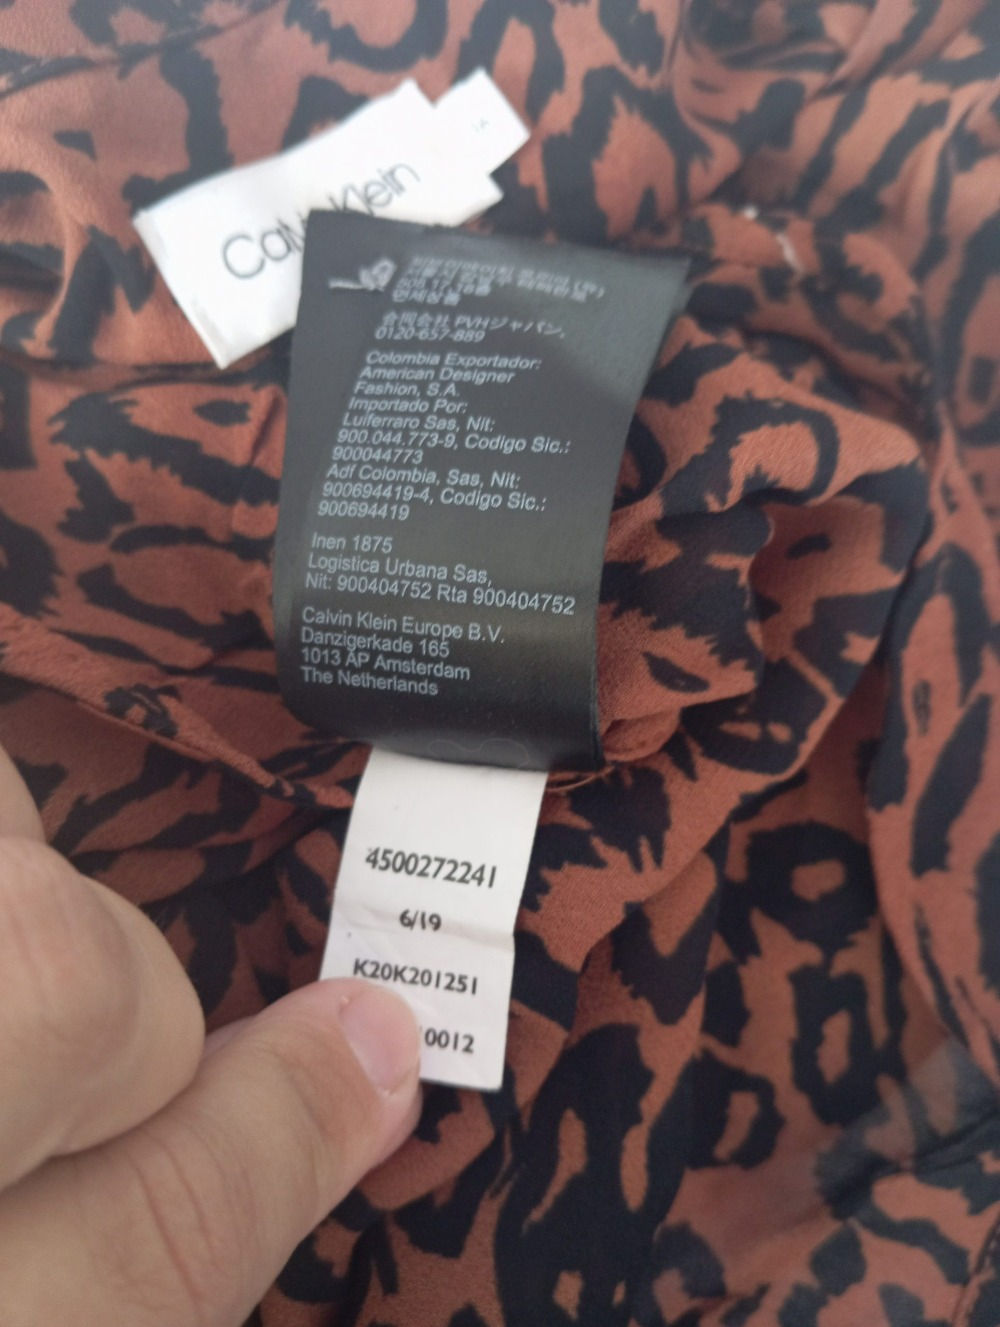 Calvin Klein
合同会社 PVHジャパン.
0120-657-889
Colombia Exportador:
American Designer
Fashion, S.A.
Importado Por:
Luiferraro Sas, Nit:
900.044.773-9, Codigo Sic.:
900044773
Adf Colombia, Sas, Nit:
900694419-4, Codigo Sic.:
900694419
Inen 1875
Logistica Urbana Sas,
Nit: 900404752 Rta 900404752
Calvin Klein Europe B.V.
Danzigerkade 165
1013 AP Amsterdam
The Netherlands
4500272241
6/19
K20K201251
0012